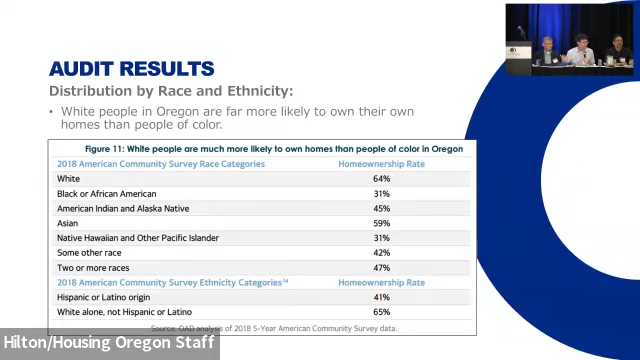 AUDIT RESULTS
Distribution by Race and Ethnicity:
• White people in Oregon are far more likely to own their own
homes than people of color.
Figure 11: White people are much more likely to own homes than people of color in Oregon
2018 American Community Survey Race Categories Homeownership Rate
White 64%
Black or African American 31%
American Indian and Alaska Native 45%
Asian 59%
Native Hawaiian and Other Pacific Islander 31%
Some other race 42%
Two or more races 47%
2018 American Community Survey Ethnicity Categories¹⁴ Homeownership Rate
Hispanic or Latino origin 41%
White alone, not Hispanic or Latino 65%
Source: OAD analysis of 2018 5-Year American Community Survey data.
Hilton/Housing Oregon Staff